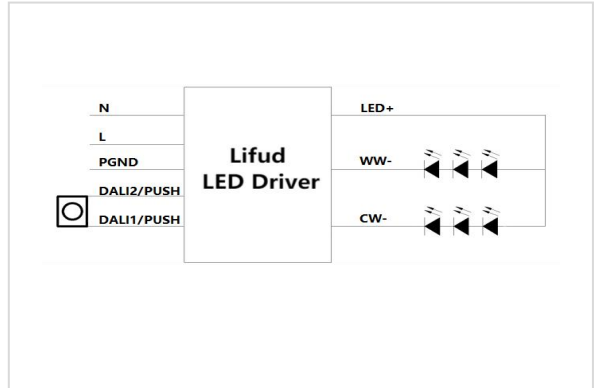 N
L
PGND
DALI2/PUSH
DALI1/PUSH
Lifud
LED Driver
LED+
WW-
CW-